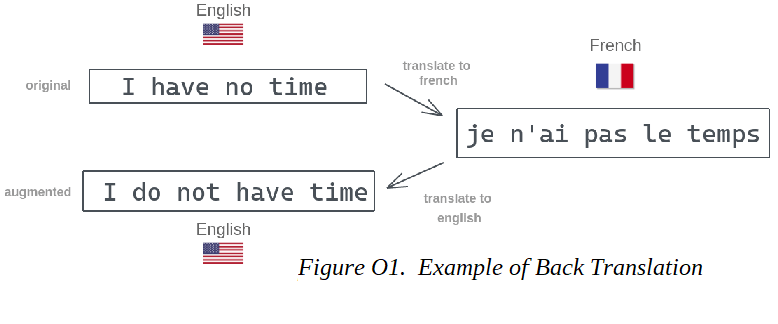 English
original
I have no time
translate to
french
French
je n'ai pas le temps
augmented
I do not have time
translate to
english
English
Figure O1.  Example of Back Translation